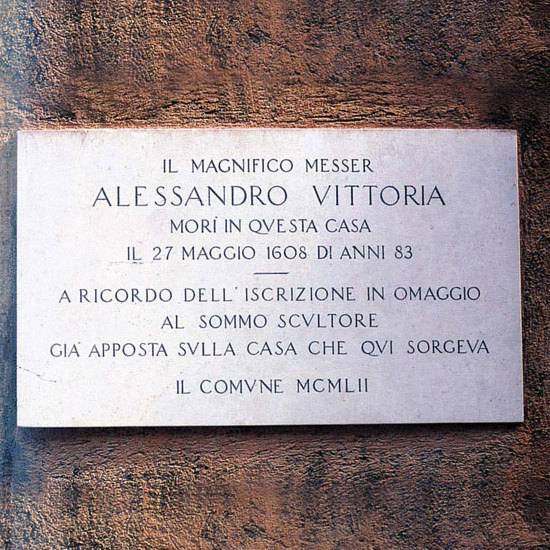 IL MAGNIFICO MESSER
ALESSANDRO VITTORIA
MORÌ IN QVESTA CASA
IL 27 MAGGIO 1608 DI ANNI 83
A RICORDO DELL'ISCRIZIONE IN OMAGGIO
AL SOMMO SCVLTORE
GIÀ APPOSTA SVLLA CASA CHE QVI SORGEVA
IL COMVNE MCMLII